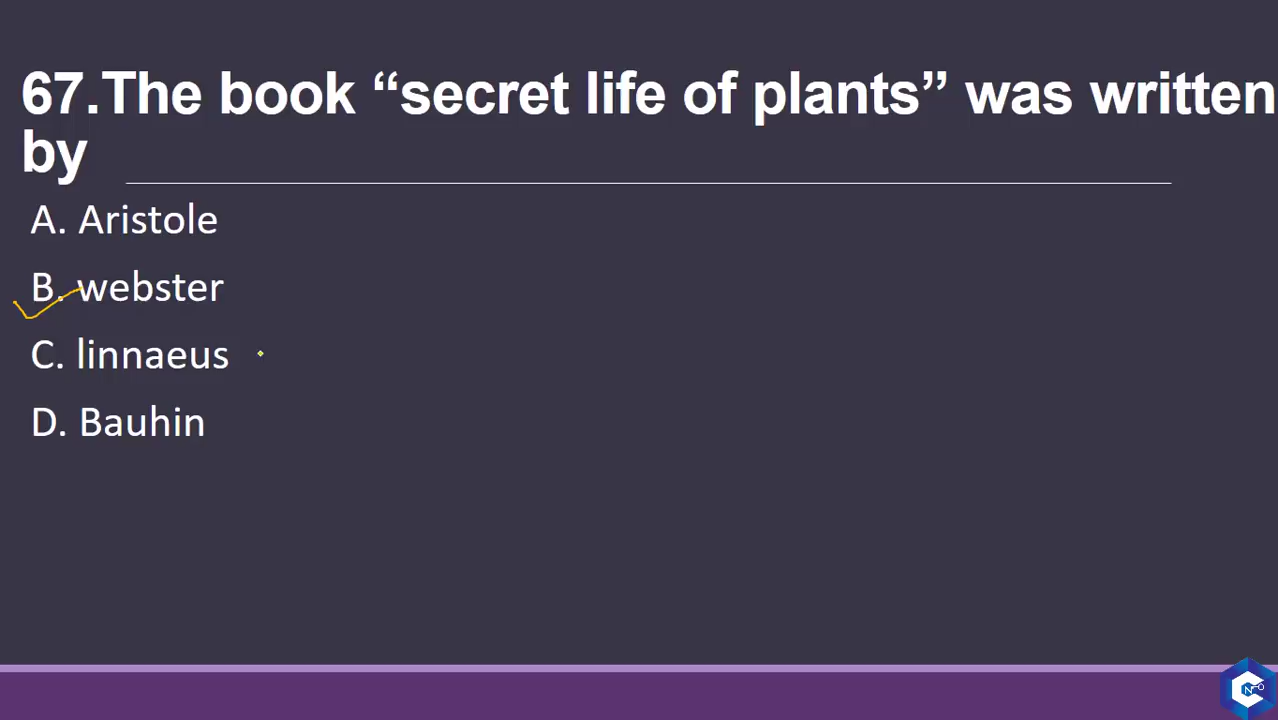 67.The book “secret life of plants” was written
by
A. Aristole
B. webster
C. linnaeus
D. Bauhin